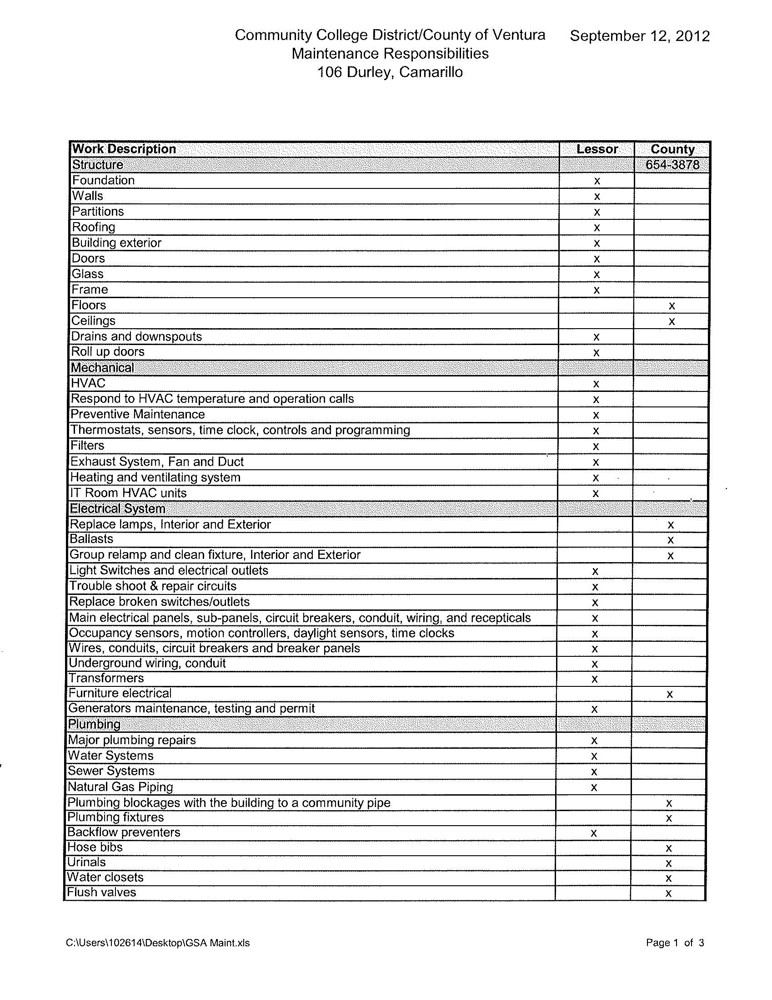 Community College District/County of Ventura September 12, 2012
Maintenance Responsibilities
106 Durley, Camarillo
Work Description Lessor County
Structure 654-3878
Foundation x
Walls x
Partitions x
Roofing x
Building exterior x
Doors x
Glass x
Frame x
Floors x
Ceilings x
Drains and downspouts x
Roll up doors x
Mechanical
HVAC x
Respond to HVAC temperature and operation calls x
Preventive Maintenance x
Thermostats, sensors, time clock, controls and programming x
Filters x
Exhaust System, Fan and Duct x
Heating and ventilating system x
IT Room HVAC units x
Electrical System
Replace lamps, Interior and Exterior x
Ballasts x
Group relamp and clean fixture, Interior and Exterior x
Light Switches and electrical outlets x
Trouble shoot & repair circuits x
Replace broken switches/outlets x
Main electrical panels, sub-panels, circuit breakers, conduit, wiring, and recepticals x
Occupancy sensors, motion controllers, daylight sensors, time clocks x
Wires, conduits, circuit breakers and breaker panels x
Underground wiring, conduit x
Transformers x
Furniture electrical x
Generators maintenance, testing and permit x
Plumbing
Major plumbing repairs x
Water Systems x
Sewer Systems x
Natural Gas Piping x
Plumbing blockages with the building to a community pipe x
Plumbing fixtures x
Backflow preventers x
Hose bibs x
Urinals x
Water closets x
Flush valves x
C:\Users\102614\Desktop\GSA Maint.xls Page 1 of 3